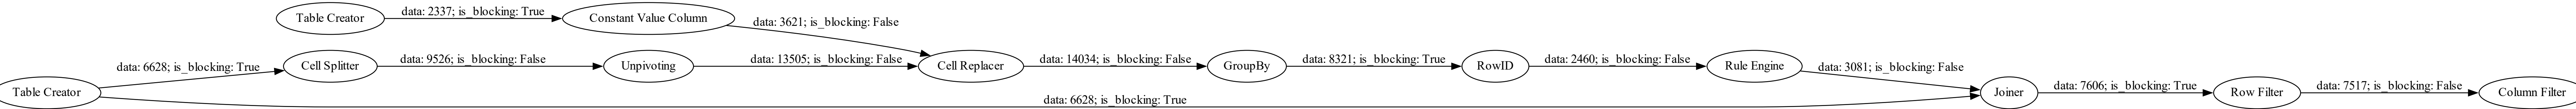 Table Creator
data: 2337; is_blocking: True
Constant Value Column
data: 3621; is_blocking: False
Table Creator
data: 6628; is_blocking: True
Cell Splitter
data: 9526; is_blocking: False
Unpivoting
data: 13505; is_blocking: False
Cell Replacer
data: 14034; is_blocking: False
GroupBy
data: 8321; is_blocking: True
RowID
data: 2460; is_blocking: False
Rule Engine
data: 3081; is_blocking: False
data: 6628; is_blocking: True
Joiner
data: 7606; is_blocking: True
Row Filter
data: 7517; is_blocking: False
Column Filter